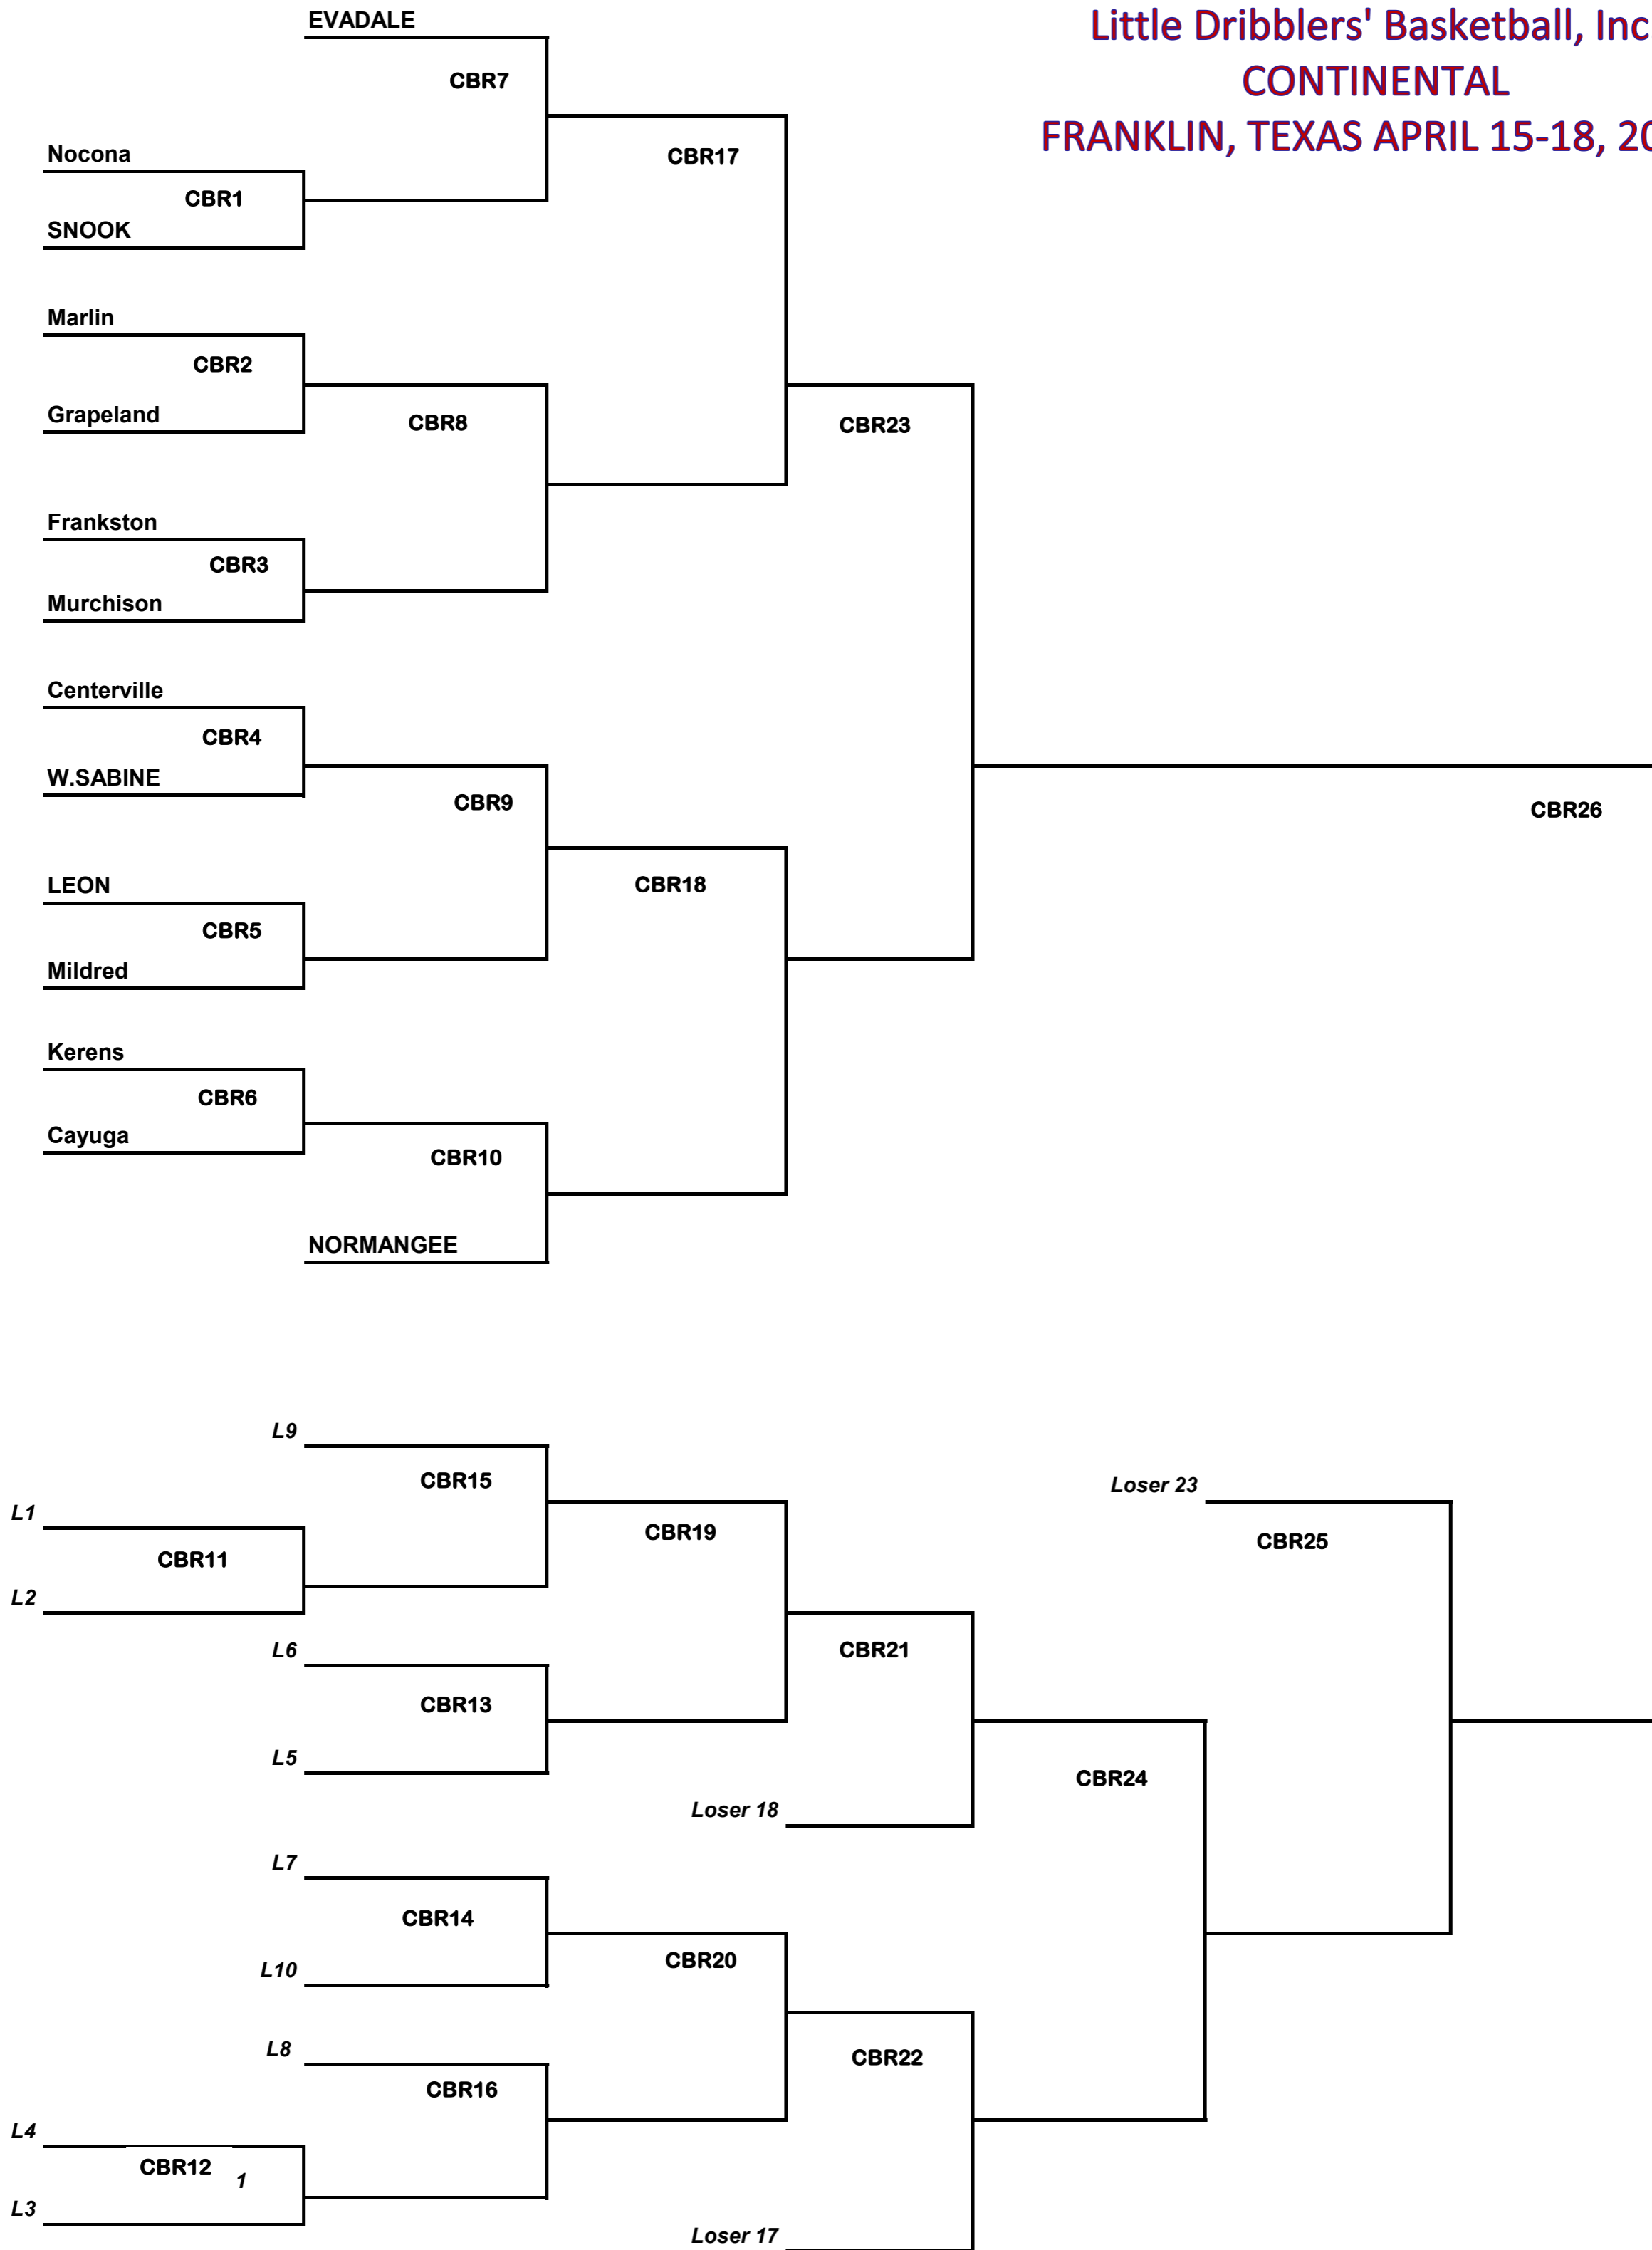 EVADALE
Little Dribblers' Basketball, Inc
CONTINENTAL
FRANKLIN, TEXAS APRIL 15-18, 20
CBR7
Nocona
CBR17
CBR1
SNOOK
Marlin
CBR2
Grapeland
CBR8
CBR23
Frankston
CBR3
Murchison
Centerville
CBR4
W.SABINE
CBR9
CBR26
LEON
CBR18
CBR5
Mildred
Kerens
CBR6
Cayuga
CBR10
NORMANGEE
L9
CBR15
Loser 23
L1
CBR19
CBR25
CBR11
L2
L6
CBR21
CBR13
L5
CBR24
Loser 18
L7
CBR14
CBR20
L10
L8
CBR22
CBR16
L4
CBR12
1
L3
Loser 17